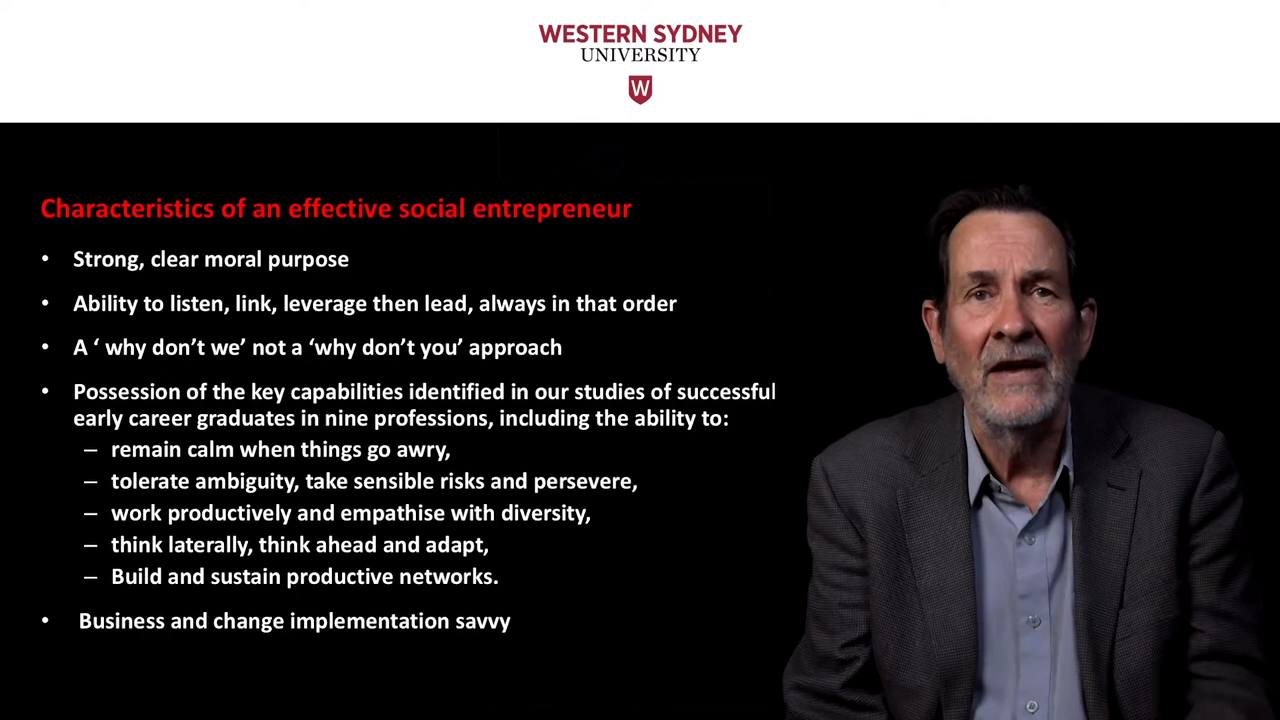 WESTERN SYDNEY
UNIVERSITY
W
Characteristics of an effective social entrepreneur
• Strong, clear moral purpose
• Ability to listen, link, leverage then lead, always in that order
• A ‘ why don’t we’ not a ‘why don’t you’ approach
• Possession of the key capabilities identified in our studies of successful
early career graduates in nine professions, including the ability to:
– remain calm when things go awry,
– tolerate ambiguity, take sensible risks and persevere,
– work productively and empathise with diversity,
– think laterally, think ahead and adapt,
– Build and sustain productive networks.
• Business and change implementation savvy